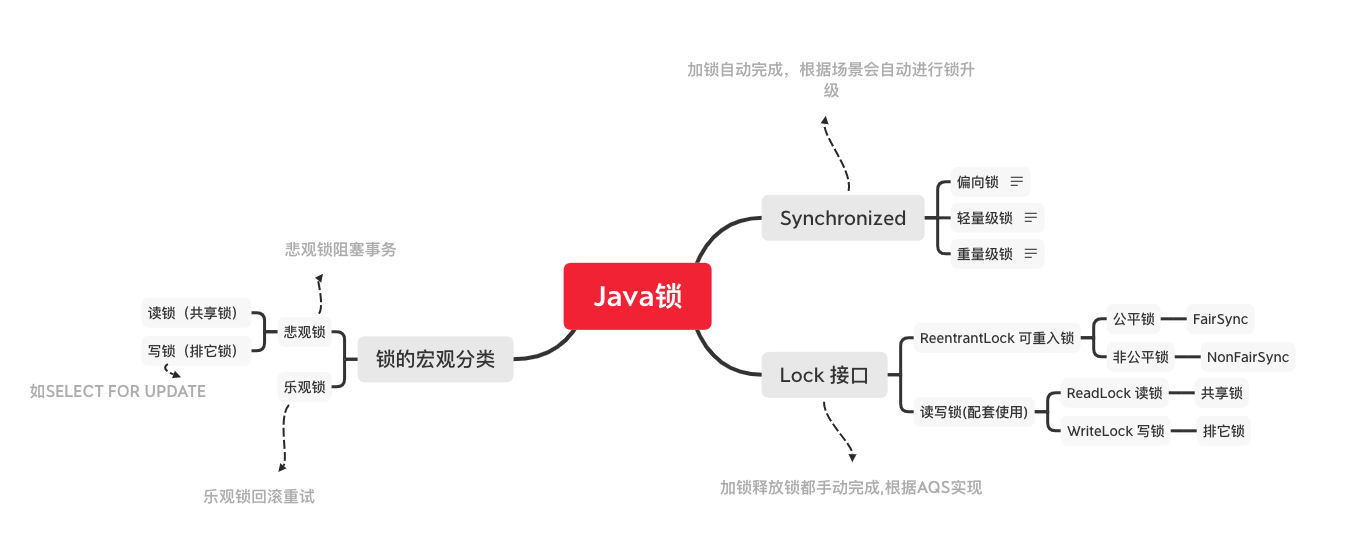 加锁自动完成，根据场景会自动进行锁升
级
偏向锁
Synchronized
轻量级锁
重量级锁
悲观锁阻塞事务
Java锁
读锁（共享锁）
悲观锁
写锁（排它锁）
锁的宏观分类
如SELECT FOR UPDATE
乐观锁
乐观锁回滚重试
Lock 接口
ReentrantLock 可重入锁
公平锁
FairSync
非公平锁
NonFairSync
读写锁(配套使用)
ReadLock 读锁
共享锁
WriteLock 写锁
排它锁
加锁释放锁都手动完成,根据AQS实现